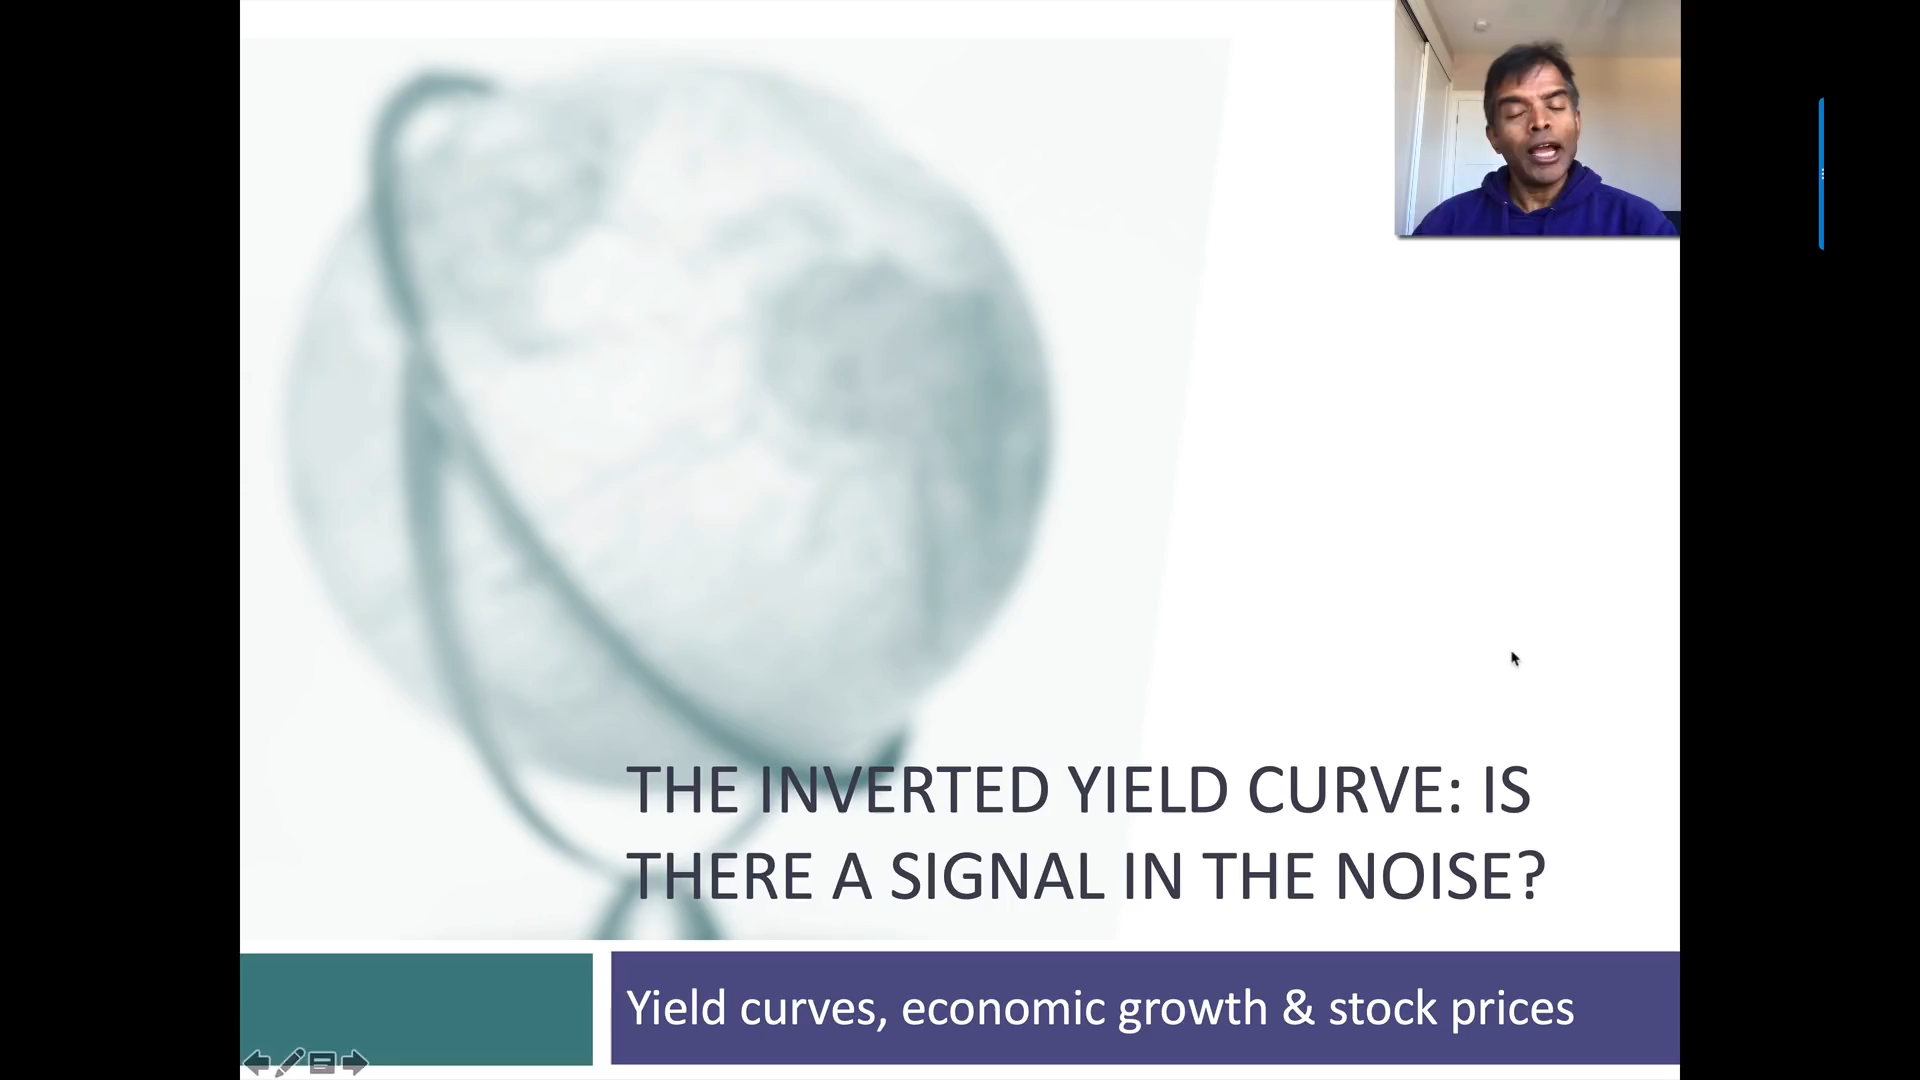 THE INVERTED YIELD CURVE: IS
THERE A SIGNAL IN THE NOISE?
Yield curves, economic growth & stock prices